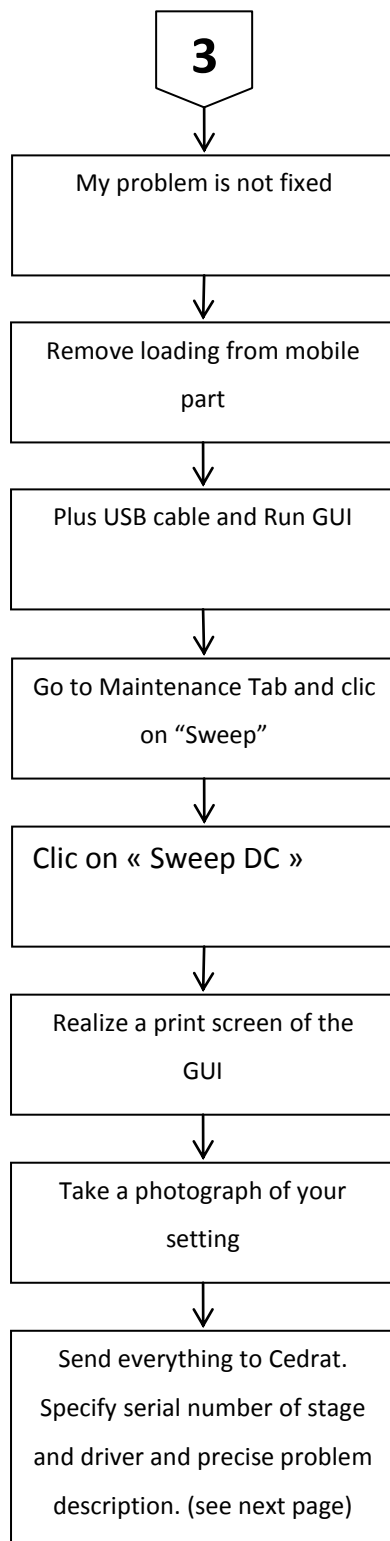 3
My problem is not fixed
Remove loading from mobile
part
Plus USB cable and Run GUI
Go to Maintenance Tab and clic
on “Sweep”
Clic on « Sweep DC »
Realize a print screen of the
GUI
Take a photograph of your
setting
Send everything to Cedrat.
Specify serial number of stage
and driver and precise problem
description. (see next page)